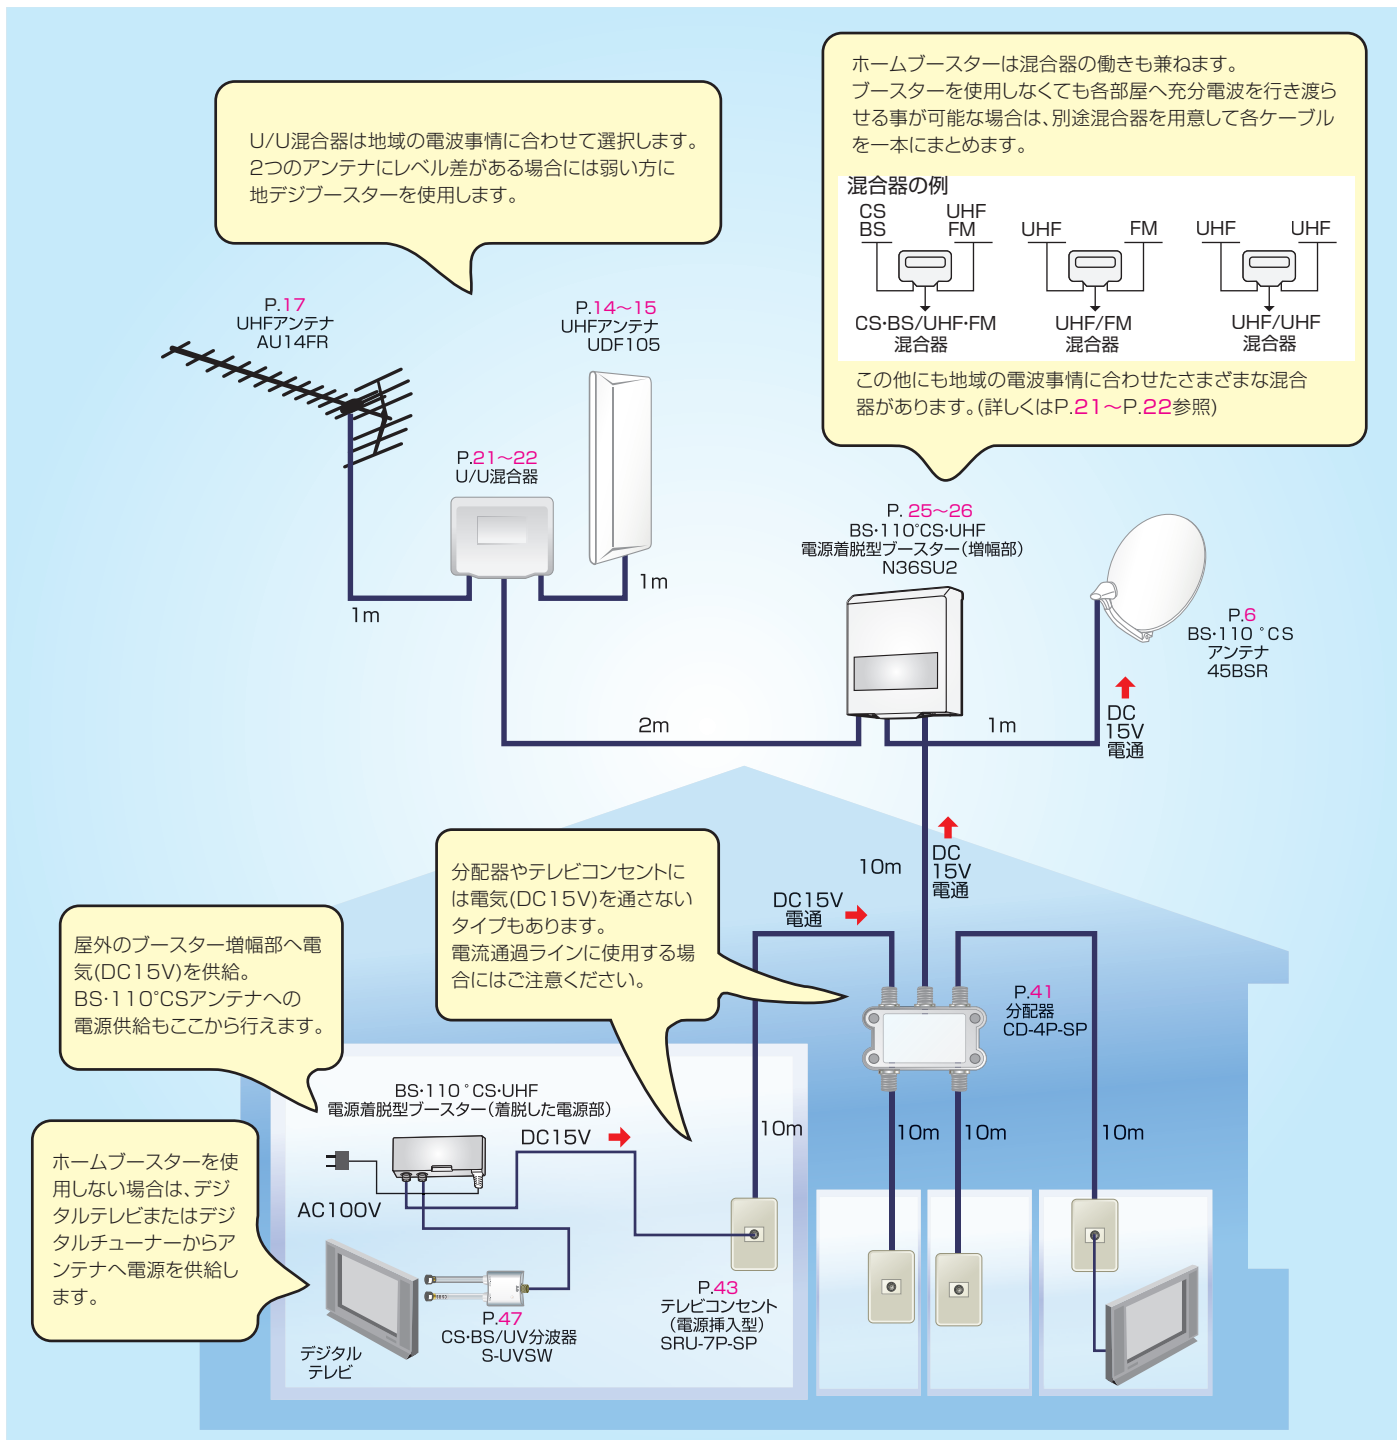 ホームブースターは混合器の働きも兼ねます。
ブースターを使用しなくても各部屋へ充分電波を行き渡ら
せる事が可能な場合は、別途混合器を用意して各ケーブル
を一本にまとめます。
混合器の例
CS
BS
UHF
FM
CS・BS/UHF・FM
混合器
UHF
FM
UHF/FM
混合器
UHF
UHF
UHF/UHF
混合器
この他にも地域の電波事情に合わせたさまざまな混合
器があります。(詳しくはP.21〜P.22参照)
U/U混合器は地域の電波事情に合わせて選択します。
2つのアンテナにレベル差がある場合には弱い方に
地デジブースターを使用します。
P.17
UHFアンテナ
AU14FR
P.14〜15
UHFアンテナ
UDF105
P.21〜22
U/U混合器
1m
1m
P. 25〜26
BS・110°CS・UHF
電源着脱型ブースター(増幅部)
N36SU2
P.6
BS・110°CS
アンテナ
45BSR
2m
1m
DC
15V
電通
10m
DC
15V
電通
分配器やテレビコンセントに
は電気(DC15V)を通さない
タイプもあります。
電流通過ラインに使用する場
合にはご注意ください。
DC15V
電通
屋外のブースター増幅部へ電
気(DC15V)を供給。
BS・110°CSアンテナへの
電源供給もここから行えます。
P.41
分配器
CD-4P-SP
BS・110°CS・UHF
電源着脱型ブースター(着脱した電源部)
DC15V
10m
10m
10m
10m
AC100V
ホームブースターを使
用しない場合は、デジ
タルテレビまたはデジ
タルチューナーからア
ンテナへ電源を供給し
ます。
P.43
テレビコンセント
(電源挿入型)
SRU-7P-SP
P.47
CS・BS/UV分波器
S-UVSW
デジタル
テレビ